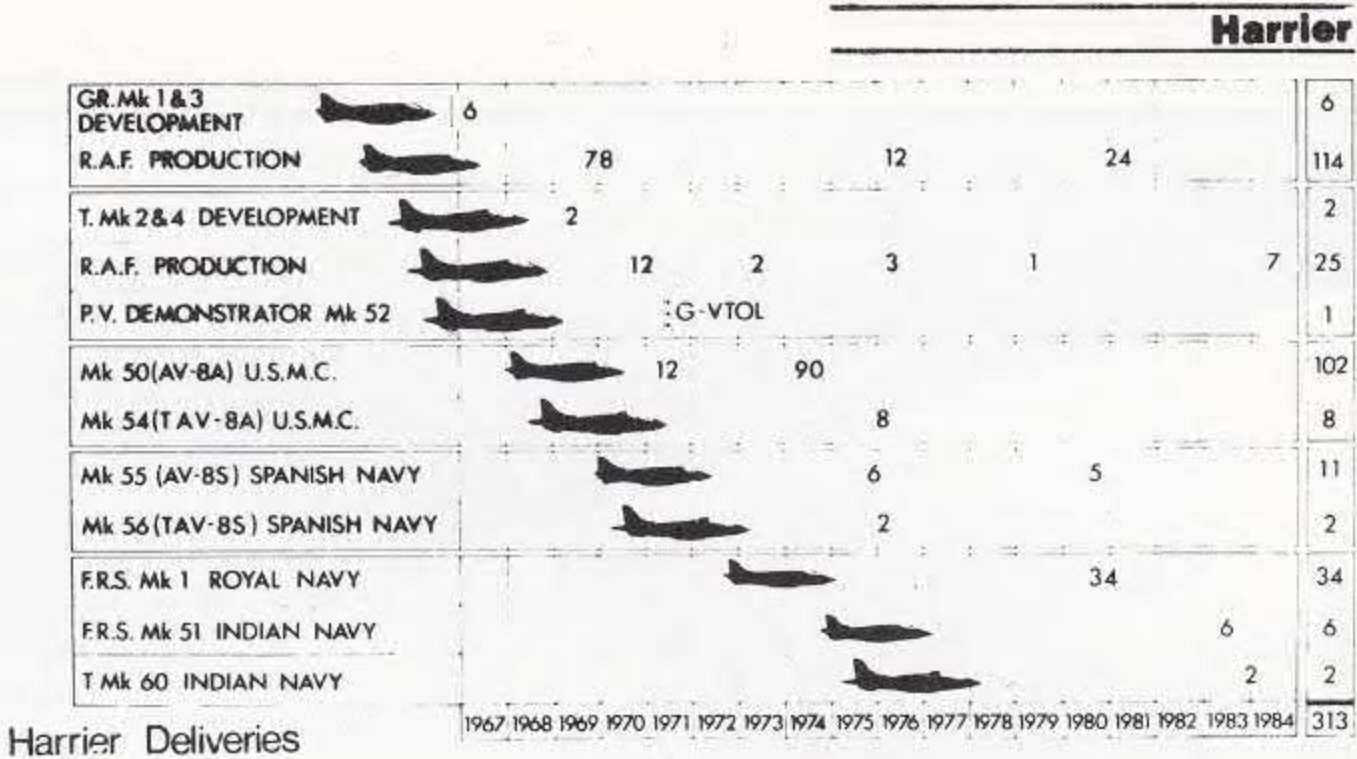 Harrier
GR. Mk 1 & 3
DEVELOPMENT 6 6
R.A.F. PRODUCTION 78 12 24 114
T. Mk 2 & 4 DEVELOPMENT 2 2
R.A.F. PRODUCTION 12 2 3 1 7 25
P.V. DEMONSTRATOR Mk 52 G-VTOL 1
Mk 50 (AV-8A) U.S.M.C. 12 90 102
Mk 54 (T AV-8A) U.S.M.C. 8 8
Mk 55 (AV-8S) SPANISH NAVY 6 5 11
Mk 56 (TAV-8S) SPANISH NAVY 2 2
F.R.S. Mk 1 ROYAL NAVY 34 34
F.R.S. Mk 51 INDIAN NAVY 6 6
T Mk 60 INDIAN NAVY 2 2
1967 1968 1969 1970 1971 1972 1973 1974 1975 1976 1977 1978 1979 1980 1981 1982 1983 1984 313
Harrier Deliveries